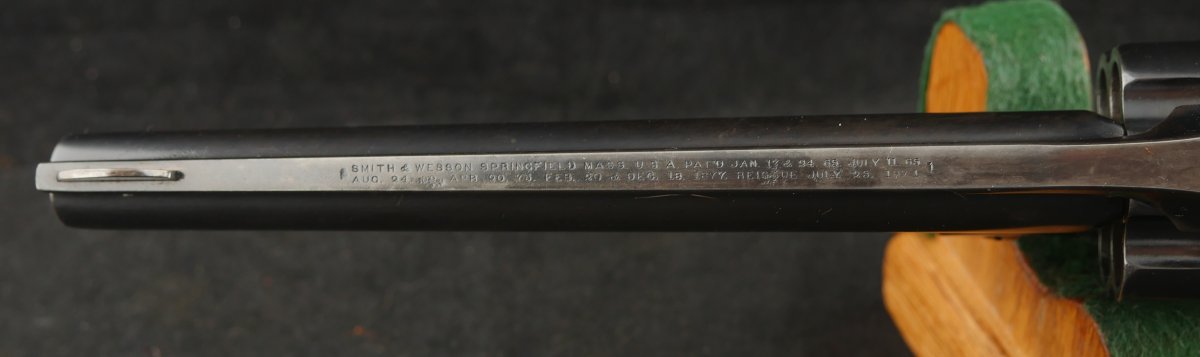 SMITH & WESSON SPRINGFIELD MASS. U.S.A. PAT'D JAN. 17 & 24. 65. JULY 11. 65.
AUG. 24. 69. APR. 20. 75. FEB. 20 & DEC. 18. 1877. REISSUE JULY 25. 1871.